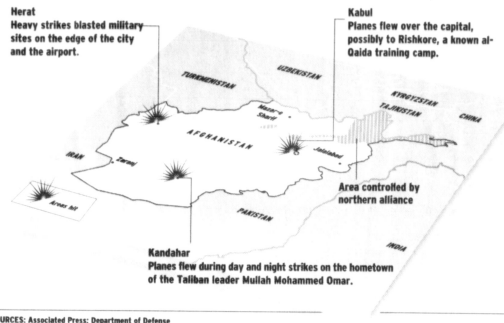 Herat
Heavy strikes blasted military
sites on the edge of the city
and the airport.
Kabul
Planes flew over the capital,
possibly to Rishkore, a known al-
Qaida training camp.
UZBEKISTAN
TURKMENISTAN
KYRGYZSTAN
TAJIKISTAN
CHINA
Mazar-e
Sharif
AFGHANISTAN
Jalalabad
IRAN
Zaranj
Areas hit
Area controlled by
northern alliance
PAKISTAN
INDIA
Kandahar
Planes flew during day and night strikes on the hometown
of the Taliban leader Mullah Mohammed Omar.
URCES: Associated Press; Department of Defense